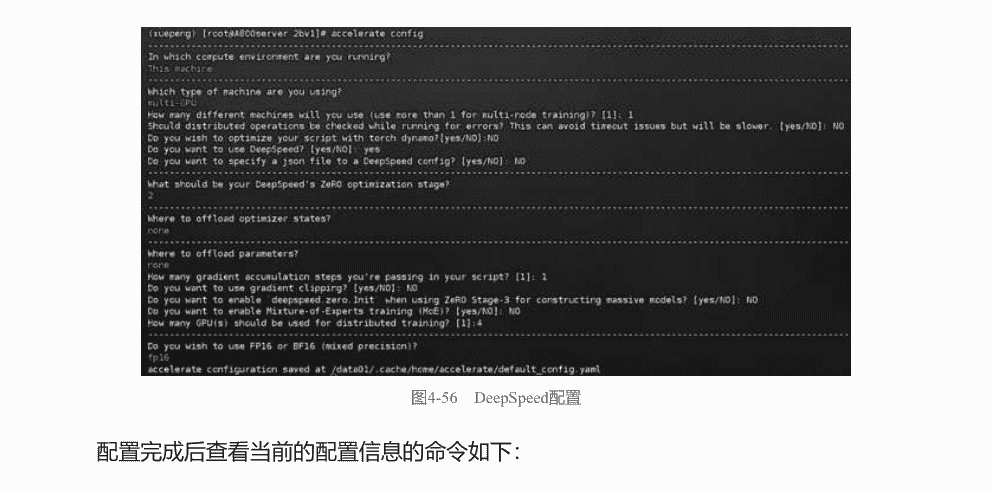 (xuepeng) [root@A800server 2bv1]# accelerate config
In which compute environment are you running?
This machine
Which type of machine are you using?
multi-GPU
How many different machines will you use (use more than 1 for multi-node training)? [1]: 1
Should distributed operations be checked while running for errors? This can avoid timeout issues but will be slower. [yes/NO]: NO
Do you wish to optimize your script with torch dynamo?[yes/NO]:NO
Do you want to use DeepSpeed? [yes/NO]: yes
Do you want to specify a json file to a DeepSpeed config? [yes/NO]: NO
What should be your DeepSpeed's ZeRO optimization stage?
2
Where to offload optimizer states?
none
Where to offload parameters?
none
How many gradient accumulation steps you're passing in your script? [1]: 1
Do you want to use gradient clipping? [yes/NO]: NO
Do you want to enable `deepspeed.zero.Init` when using ZeRO Stage-3 for constructing massive models? [yes/NO]: NO
Do you want to enable Mixture-of-Experts training (MoE)? [yes/NO]: NO
How many GPU(s) should be used for distributed training? [1]:4
Do you wish to use FP16 or BF16 (mixed precision)?
fp16
accelerate configuration saved at /data01/.cache/home/accelerate/default_config.yaml
图4-56 DeepSpeed配置
配置完成后查看当前的配置信息的命令如下：